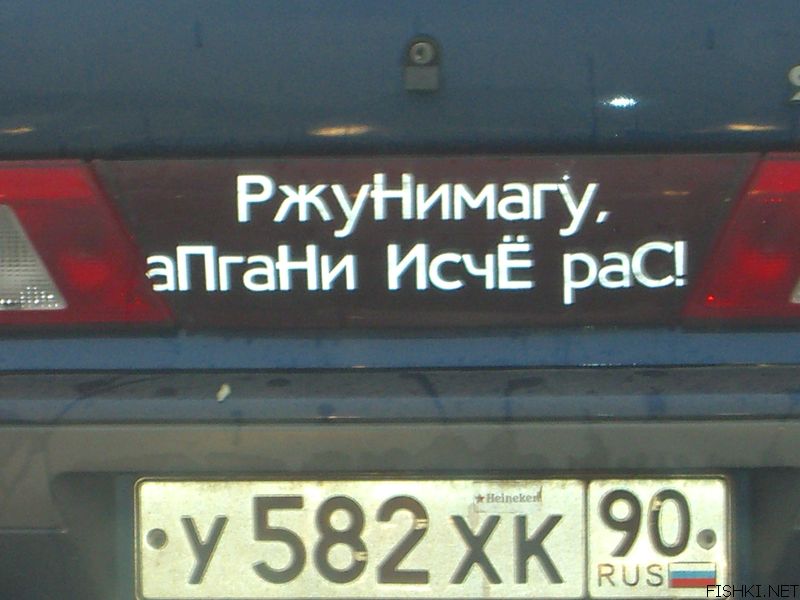 РжуНимагу,
аПгаНи ИсчЁ раС!
Heineken
у 582 хк 90
RUS
FISHKI.NET